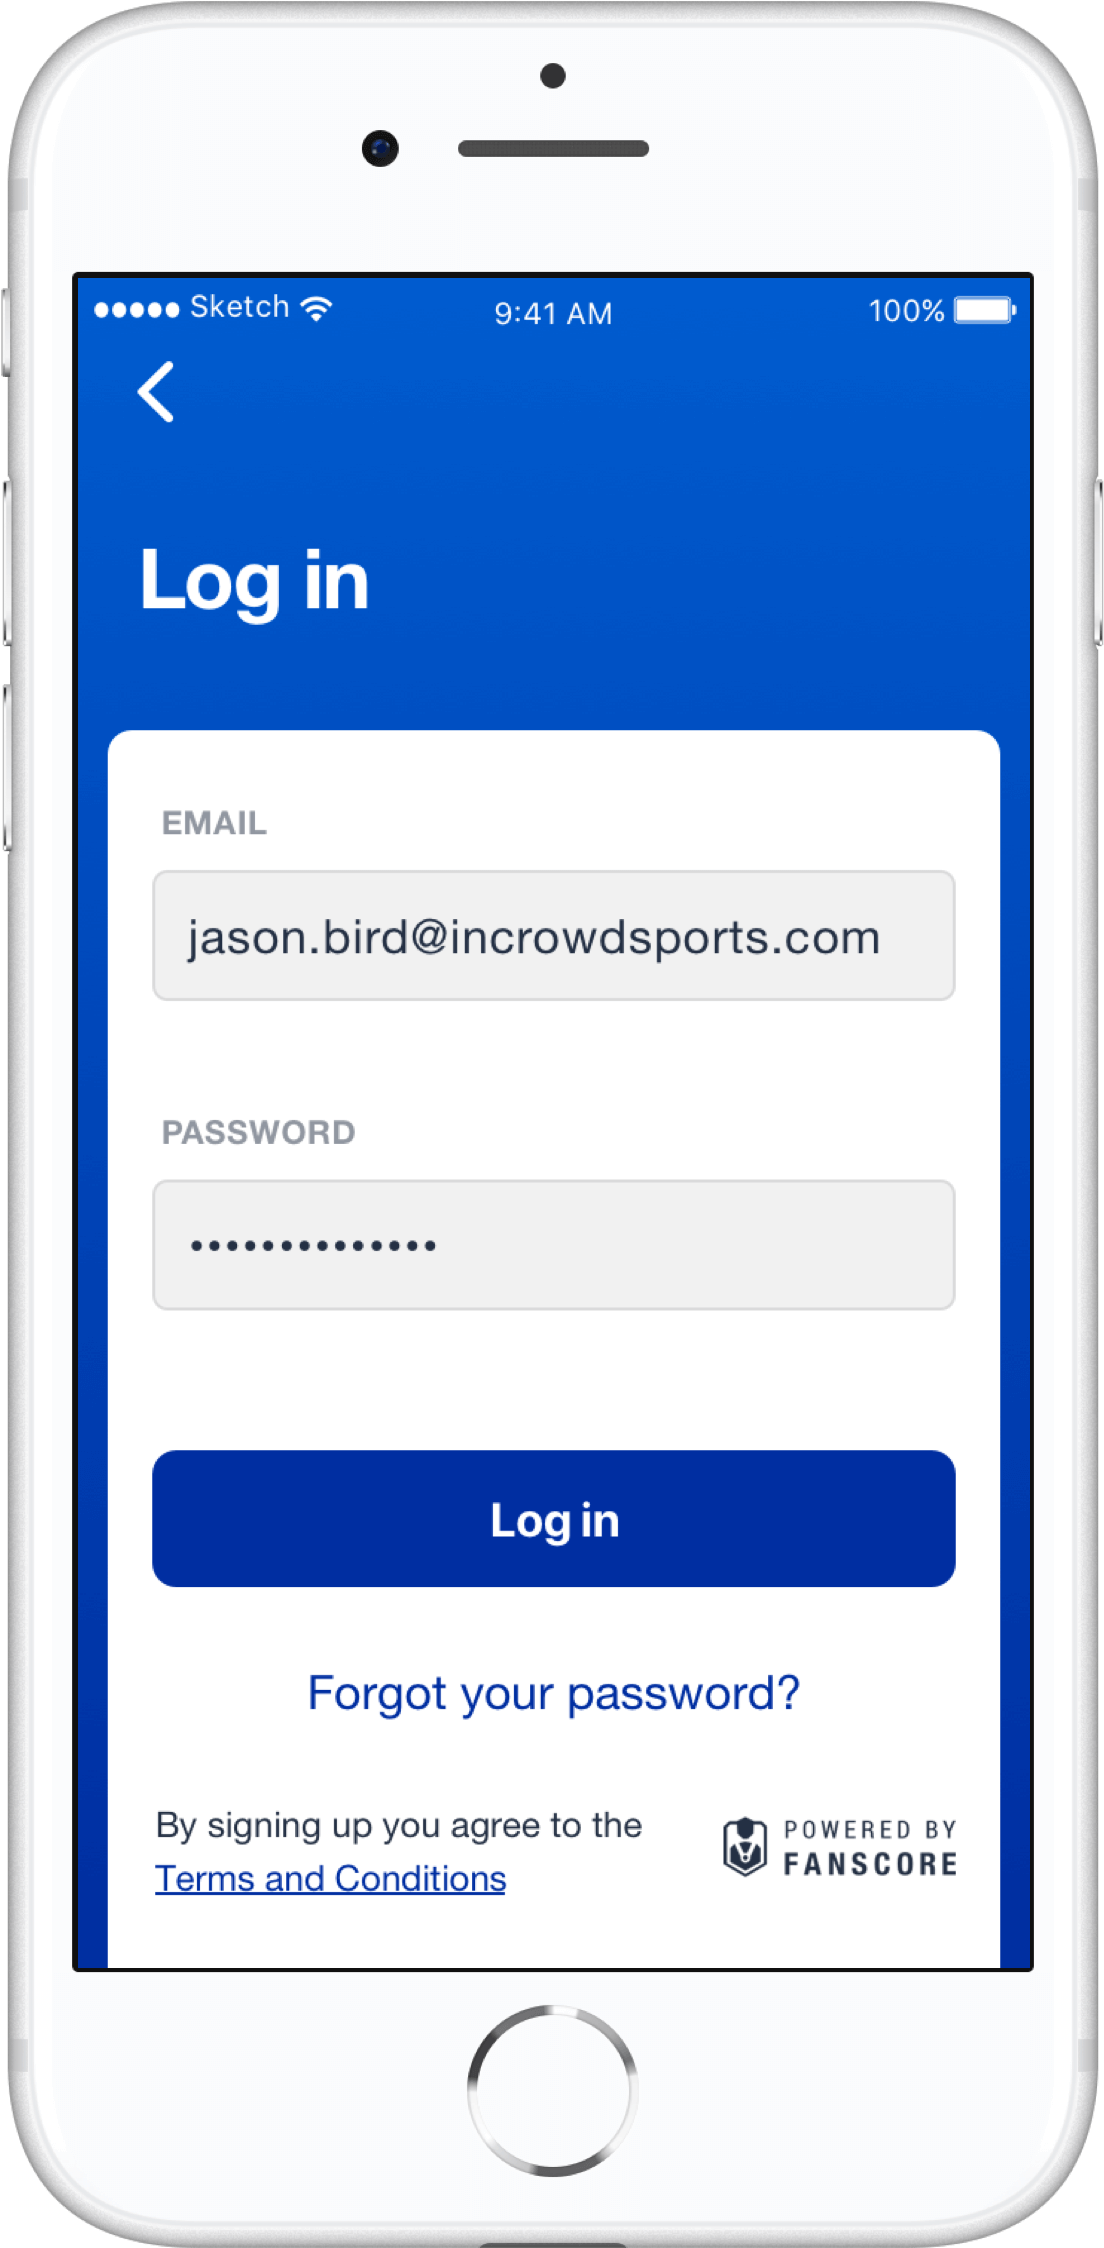 Sketch 9:41 AM 100%
Log in
EMAIL
jason.bird@incrowdsports.com
PASSWORD
••••••••••••••
Log in
Forgot your password?
By signing up you agree to the
Terms and Conditions
POWERED BY
FANSCORE